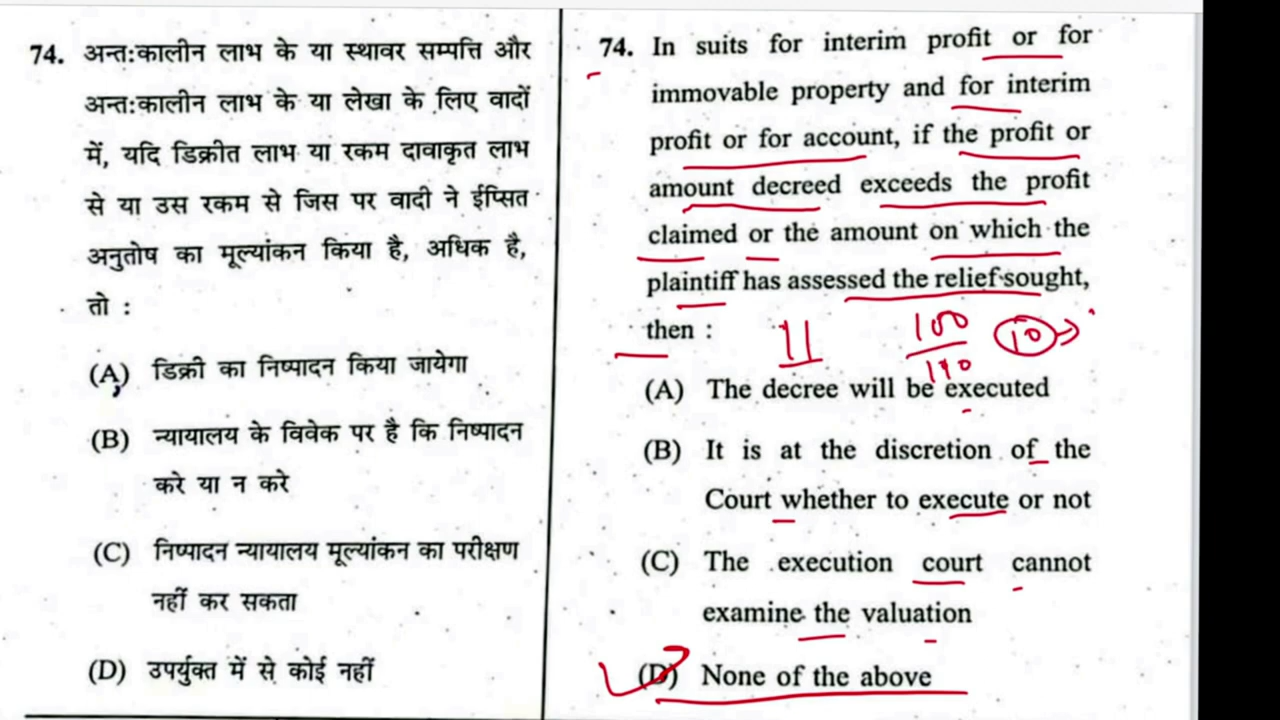 74. अन्त:कालीन लाभ के या स्थावर सम्पत्ति और
अन्त:कालीन लाभ के या लेखा के लिए वादों
में, यदि डिक्रीत लाभ या रकम दावाकृत लाभ
से या उस रकम से जिस पर वादी ने ईप्सित
अनुतोष का मूल्यांकन किया है, अधिक है,
तो :
(A) डिक्री का निष्पादन किया जायेगा
(B) न्यायालय के विवेक पर है कि निष्पादन
करे या न करे
(C) निष्पादन न्यायालय मूल्यांकन का परीक्षण
नहीं कर सकता
(D) उपर्युक्त में से कोई नहीं
74. In suits for interim profit or for
immovable property and for interim
profit or for account, if the profit or
amount decreed exceeds the profit
claimed or the amount on which the
plaintiff has assessed the relief sought,
then :
11 100 10
110
(A) The decree will be executed
(B) It is at the discretion of the
Court whether to execute or not
(C) The execution court cannot
examine the valuation
(D) None of the above